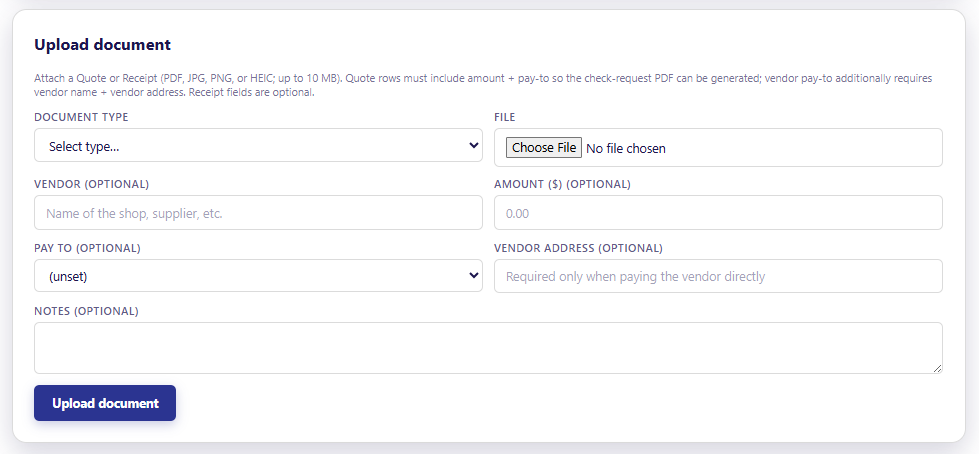 Upload document
Attach a Quote or Receipt (PDF, JPG, PNG, or HEIC; up to 10 MB). Quote rows must include amount + pay-to so the check-request PDF can be generated; vendor pay-to additionally requires
vendor name + vendor address. Receipt fields are optional.
DOCUMENT TYPE
Select type...
FILE
Choose File No file chosen
VENDOR (OPTIONAL)
Name of the shop, supplier, etc.
AMOUNT ($) (OPTIONAL)
0.00
PAY TO (OPTIONAL)
(unset)
VENDOR ADDRESS (OPTIONAL)
Required only when paying the vendor directly
NOTES (OPTIONAL)
Upload document